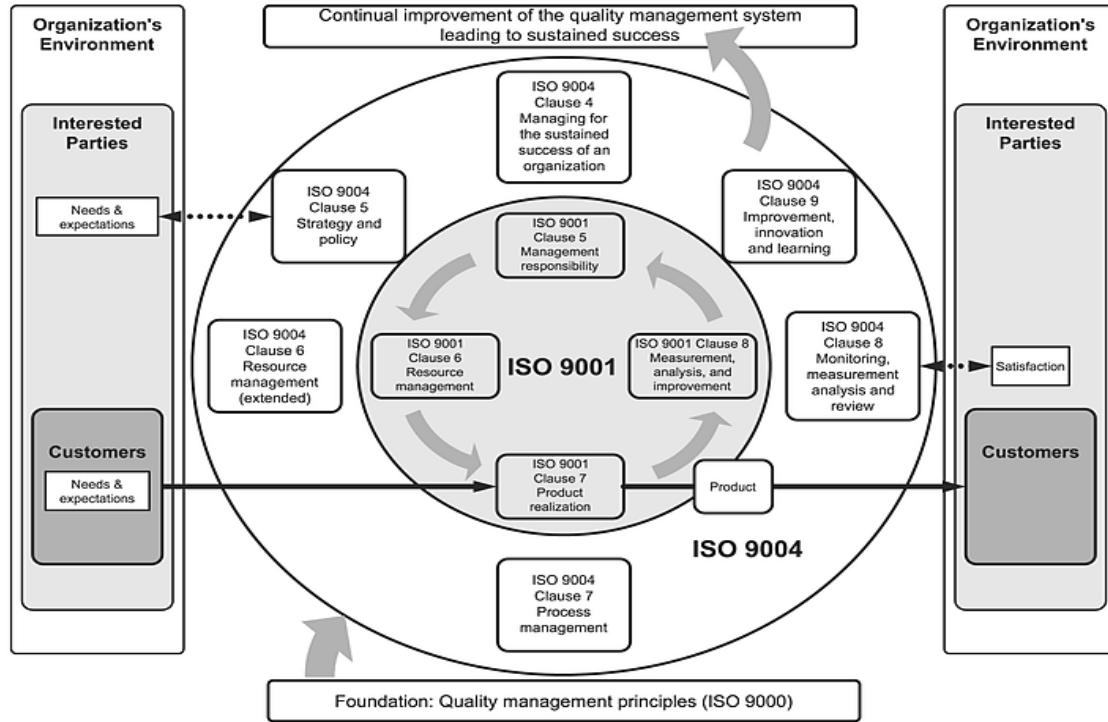 Organization's
Environment
Interested
Parties
Needs &
expectations
Customers
Needs &
expectations
Continual improvement of the quality management system
leading to sustained success
ISO 9004
Clause 4
Managing for
the sustained
success of an
organization
ISO 9004
Clause 5
Strategy and
policy
ISO 9004
Clause 9
Improvement,
innovation
and learning
ISO 9001
Clause 5
Management
responsibility
ISO 9004
Clause 6
Resource
management
(extended)
ISO 9001
Clause 6
Resource
management
ISO 9001
ISO 9001 Clause 8
Measurement,
analysis, and
improvement
ISO 9004
Clause 8
Monitoring,
measurement
analysis and
review
ISO 9001
Clause 7
Product
realization
Product
ISO 9004
ISO 9004
Clause 7
Process
management
Foundation: Quality management principles (ISO 9000)
Organization's
Environment
Interested
Parties
Satisfaction
Customers